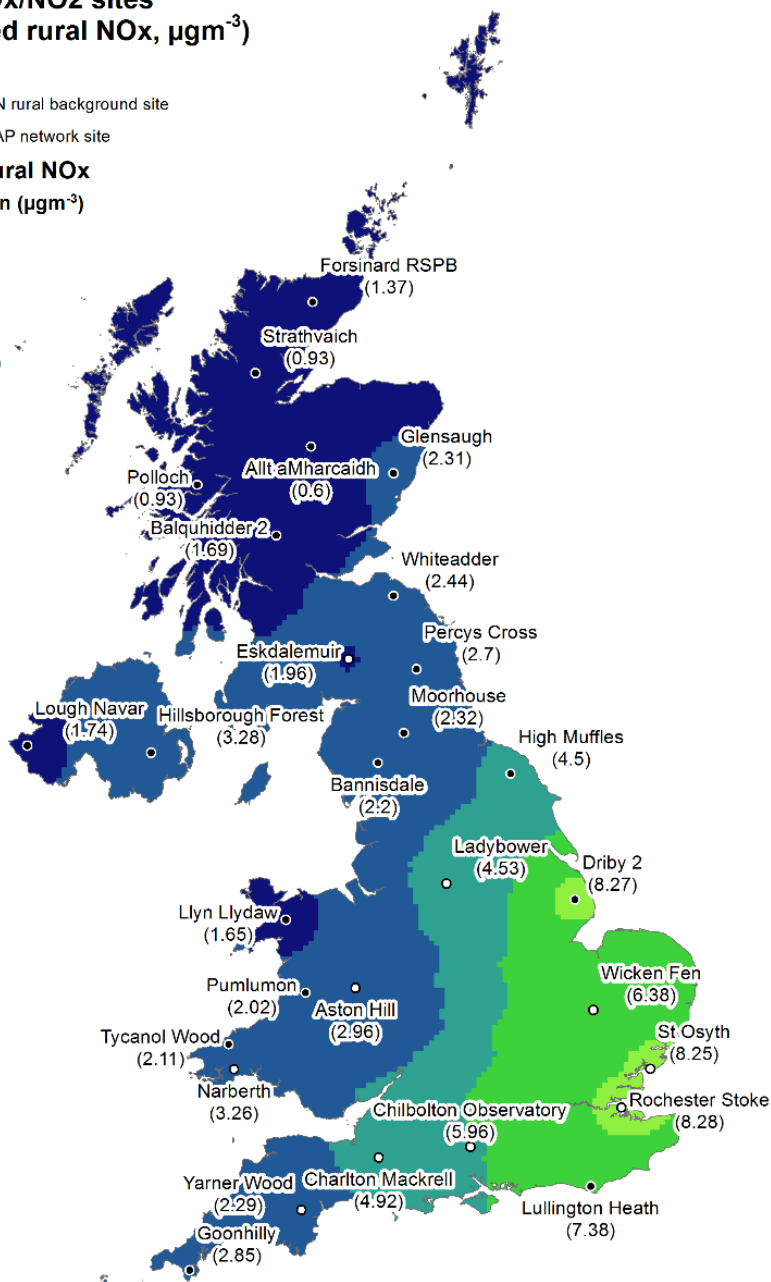 x/NO2 sites
ed rural NOx, µgm-3)
N rural background site
AP network site
ural NOx
n (µgm-3)
Forsinard RSPB
(1.37)
Strathvaich
(0.93)
Glensaugh
(2.31)
Allt aMharcaidh
(0.6)
Polloch
(0.93)
Balquhidder 2
(1.69)
Whiteadder
(2.44)
Percys Cross
(2.7)
Eskdalemuir
(1.96)
Moorhouse
(2.32)
Lough Navar
(1.74)
Hillsborough Forest
(3.28)
High Muffles
(4.5)
Bannisdale
(2.2)
Ladybower
(4.53)
Driby 2
(8.27)
Llyn Llydaw
(1.65)
Wicken Fen
(6.38)
Pumlumon
(2.02)
Aston Hill
(2.96)
Tycanol Wood
(2.11)
St Osyth
(8.25)
Narberth
(3.26)
Rochester Stoke
(8.28)
Chilbolton Observatory
(5.96)
Yarner Wood
(2.29)
Charlton Mackrell
(4.92)
Lullington Heath
(7.38)
Goonhilly
(2.85)